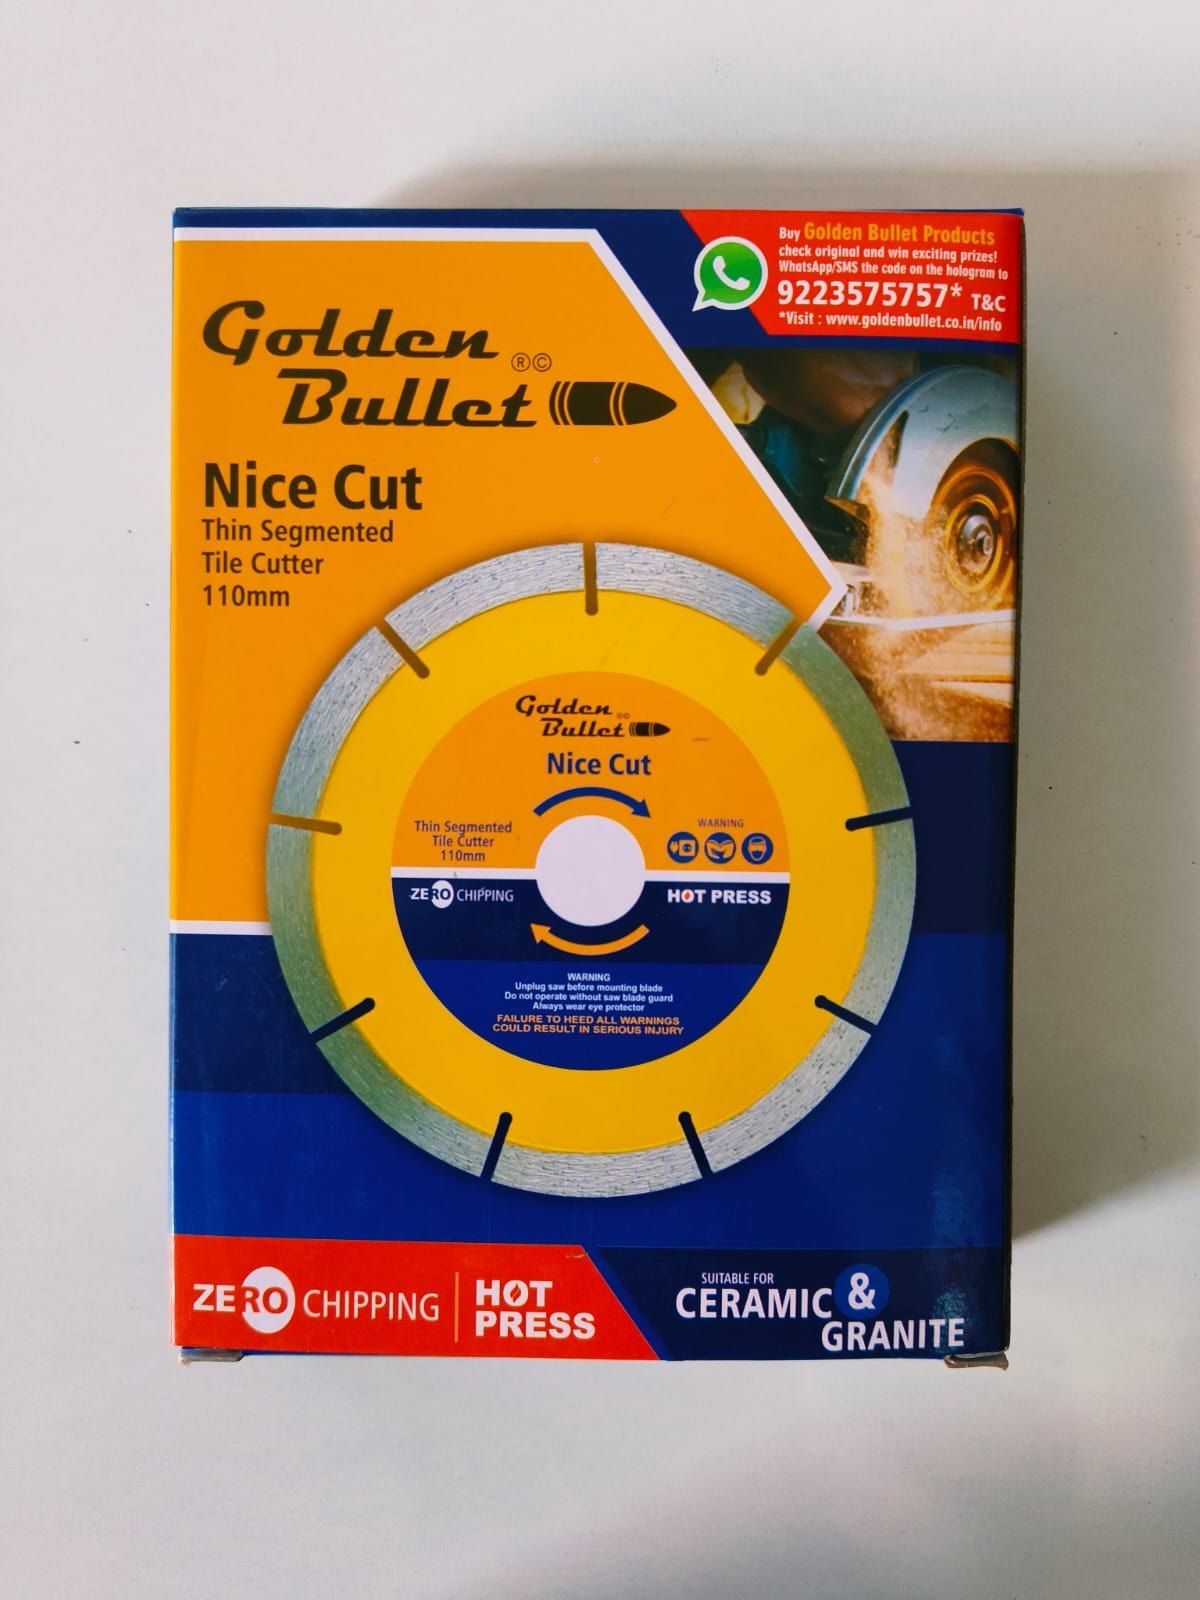 Buy Golden Bullet Products
check original and win exciting prizes!
WhatsApp/SMS the code on the hologram to
9223575757* T&C
*Visit : www.goldenbullet.co.in/info
Golden
Bullet ®©
Nice Cut
Thin Segmented
Tile Cutter
110mm
Golden
Bullet ®©
Nice Cut
Thin Segmented
Tile Cutter
110mm
WARNING
ZERO CHIPPING
HOT PRESS
WARNING
Unplug saw before mounting blade
Do not operate without saw blade guard
Always wear eye protector
FAILURE TO HEED ALL WARNINGS
COULD RESULT IN SERIOUS INJURY
ZERO CHIPPING
HOT
PRESS
SUITABLE FOR
CERAMIC &
GRANITE